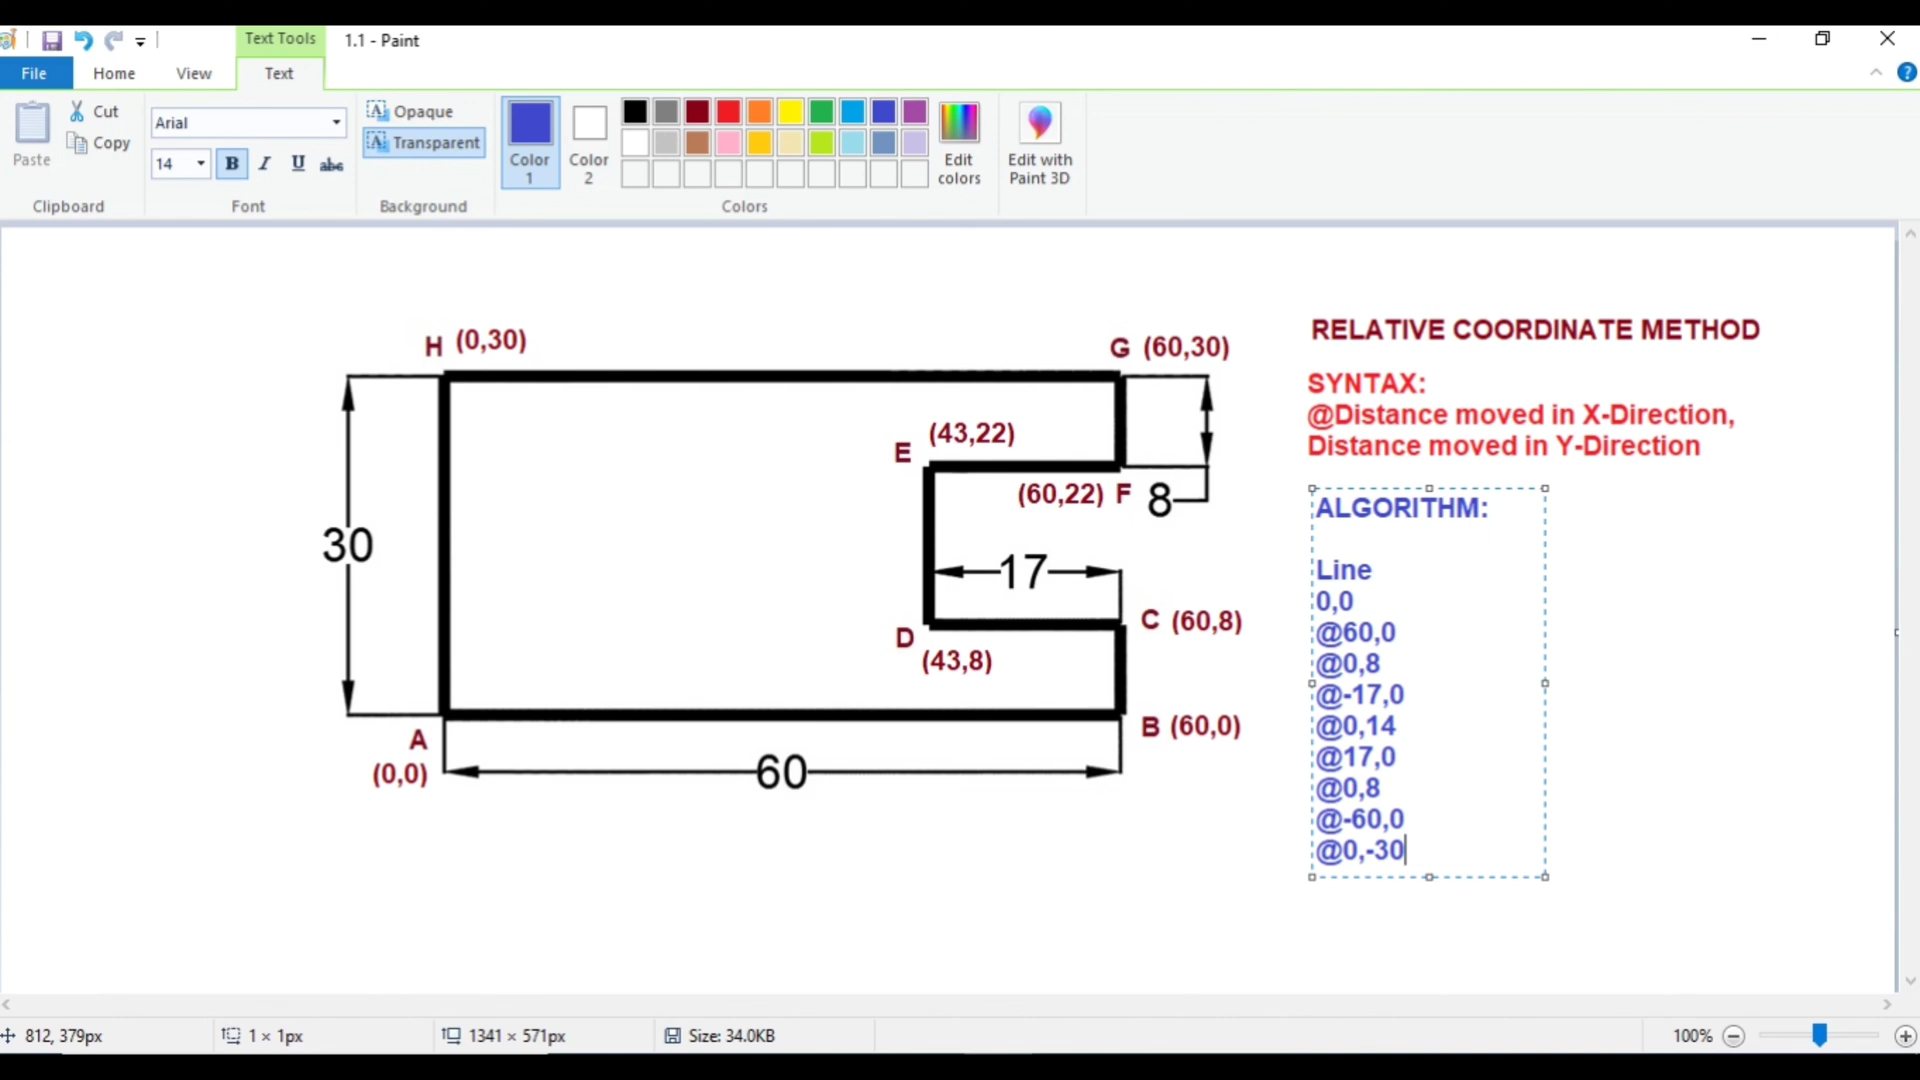 Text Tools
1.1 - Paint
File
Home
View
Text
?
Paste
Cut
Copy
Clipboard
Arial
14
B
I
U
abc
Font
Opaque
Transparent
Background
Color
1
Color
2
Edit
colors
Colors
Edit with
Paint 3D
H (0,30)
G (60,30)
E
(43,22)
(60,22) F
8
30
17
C (60,8)
D
(43,8)
A
(0,0)
B (60,0)
60
RELATIVE COORDINATE METHOD
SYNTAX:
@Distance moved in X-Direction,
Distance moved in Y-Direction
ALGORITHM:
Line
0,0
@60,0
@0,8
@-17,0
@0,14
@17,0
@0,8
@-60,0
@0,-30
812, 379px
1 × 1px
1341 × 571px
Size: 34.0KB
100%